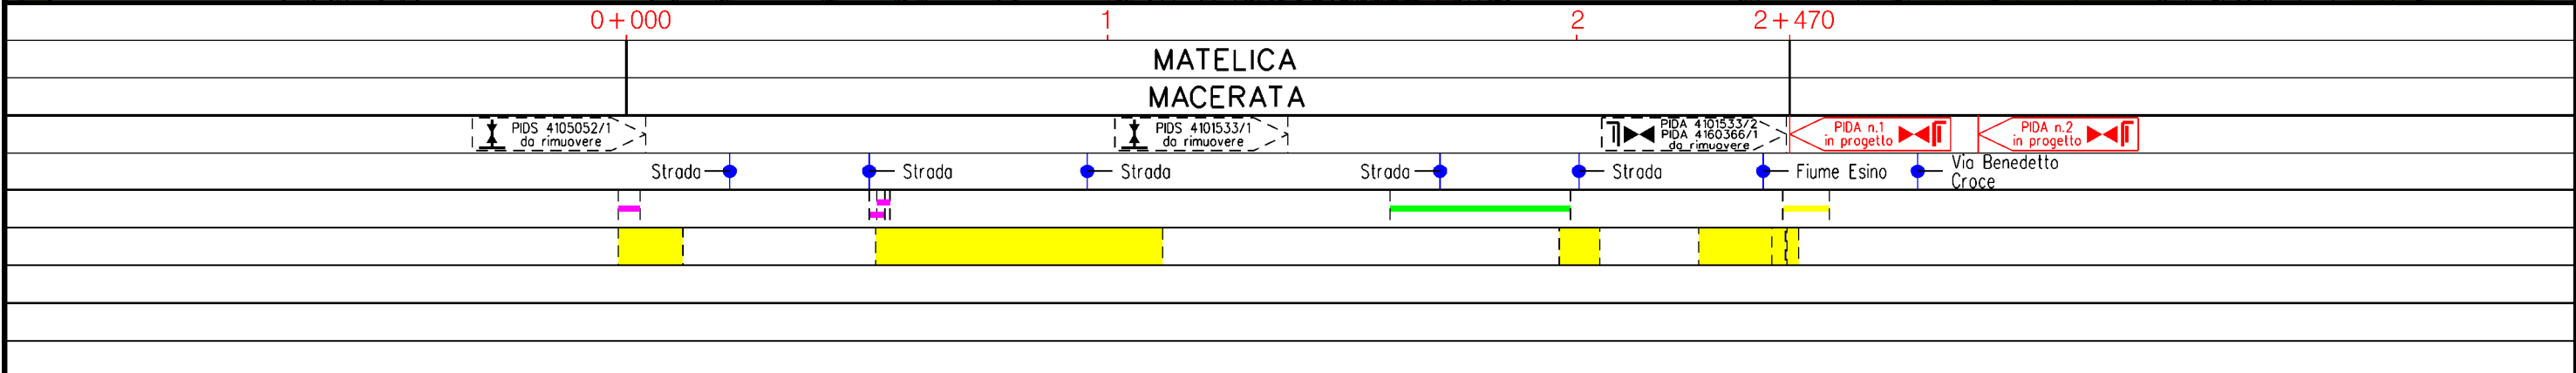 0+000 1 2 2+470
MATELICA
MACERATA
PIDS 4105052/1
da rimuovere
PIDS 4101533/1
da rimuovere
PIDA 4101533/2
PIDA 4160366/1
da rimuovere
PIDA n.1
in progetto
PIDA n.2
in progetto
Strada
Strada
Strada
Strada
Strada
Fiume Esino
Via Benedetto
Croce